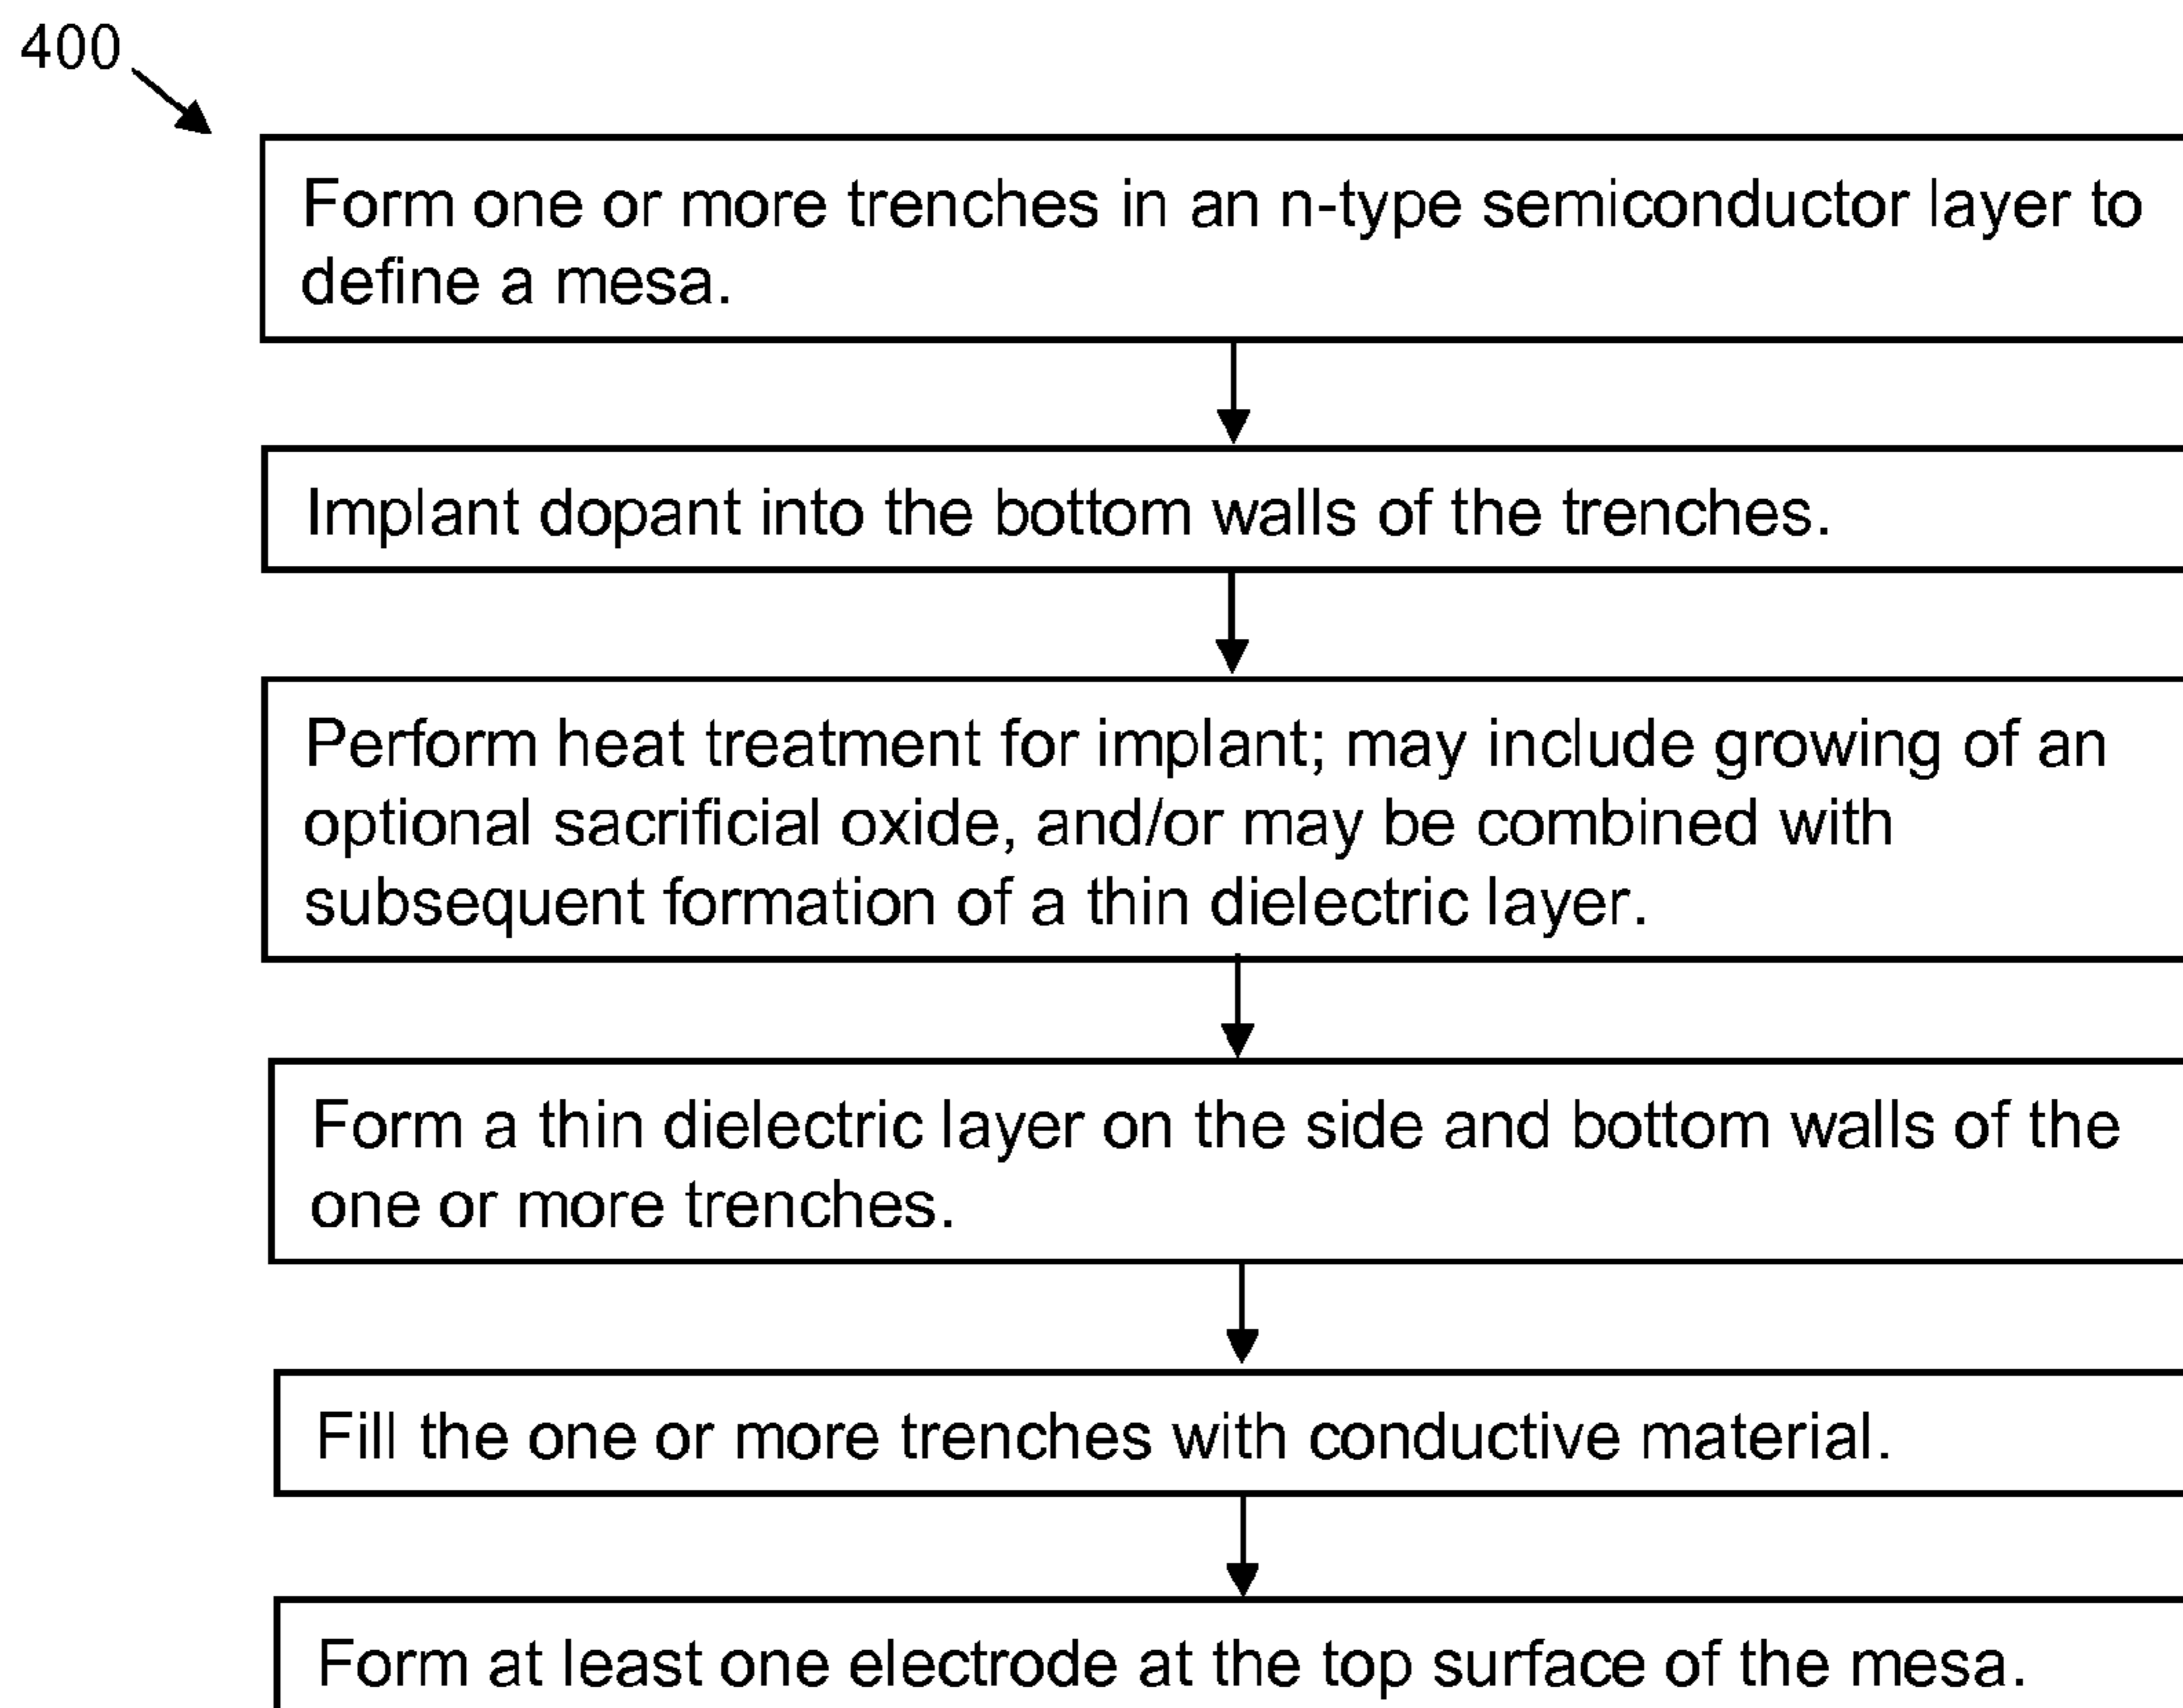 400
Form one or more trenches in an n-type semiconductor layer to
define a mesa.
Implant dopant into the bottom walls of the trenches.
Perform heat treatment for implant; may include growing of an
optional sacrificial oxide, and/or may be combined with
subsequent formation of a thin dielectric layer.
Form a thin dielectric layer on the side and bottom walls of the
one or more trenches.
Fill the one or more trenches with conductive material.
Form at least one electrode at the top surface of the mesa.